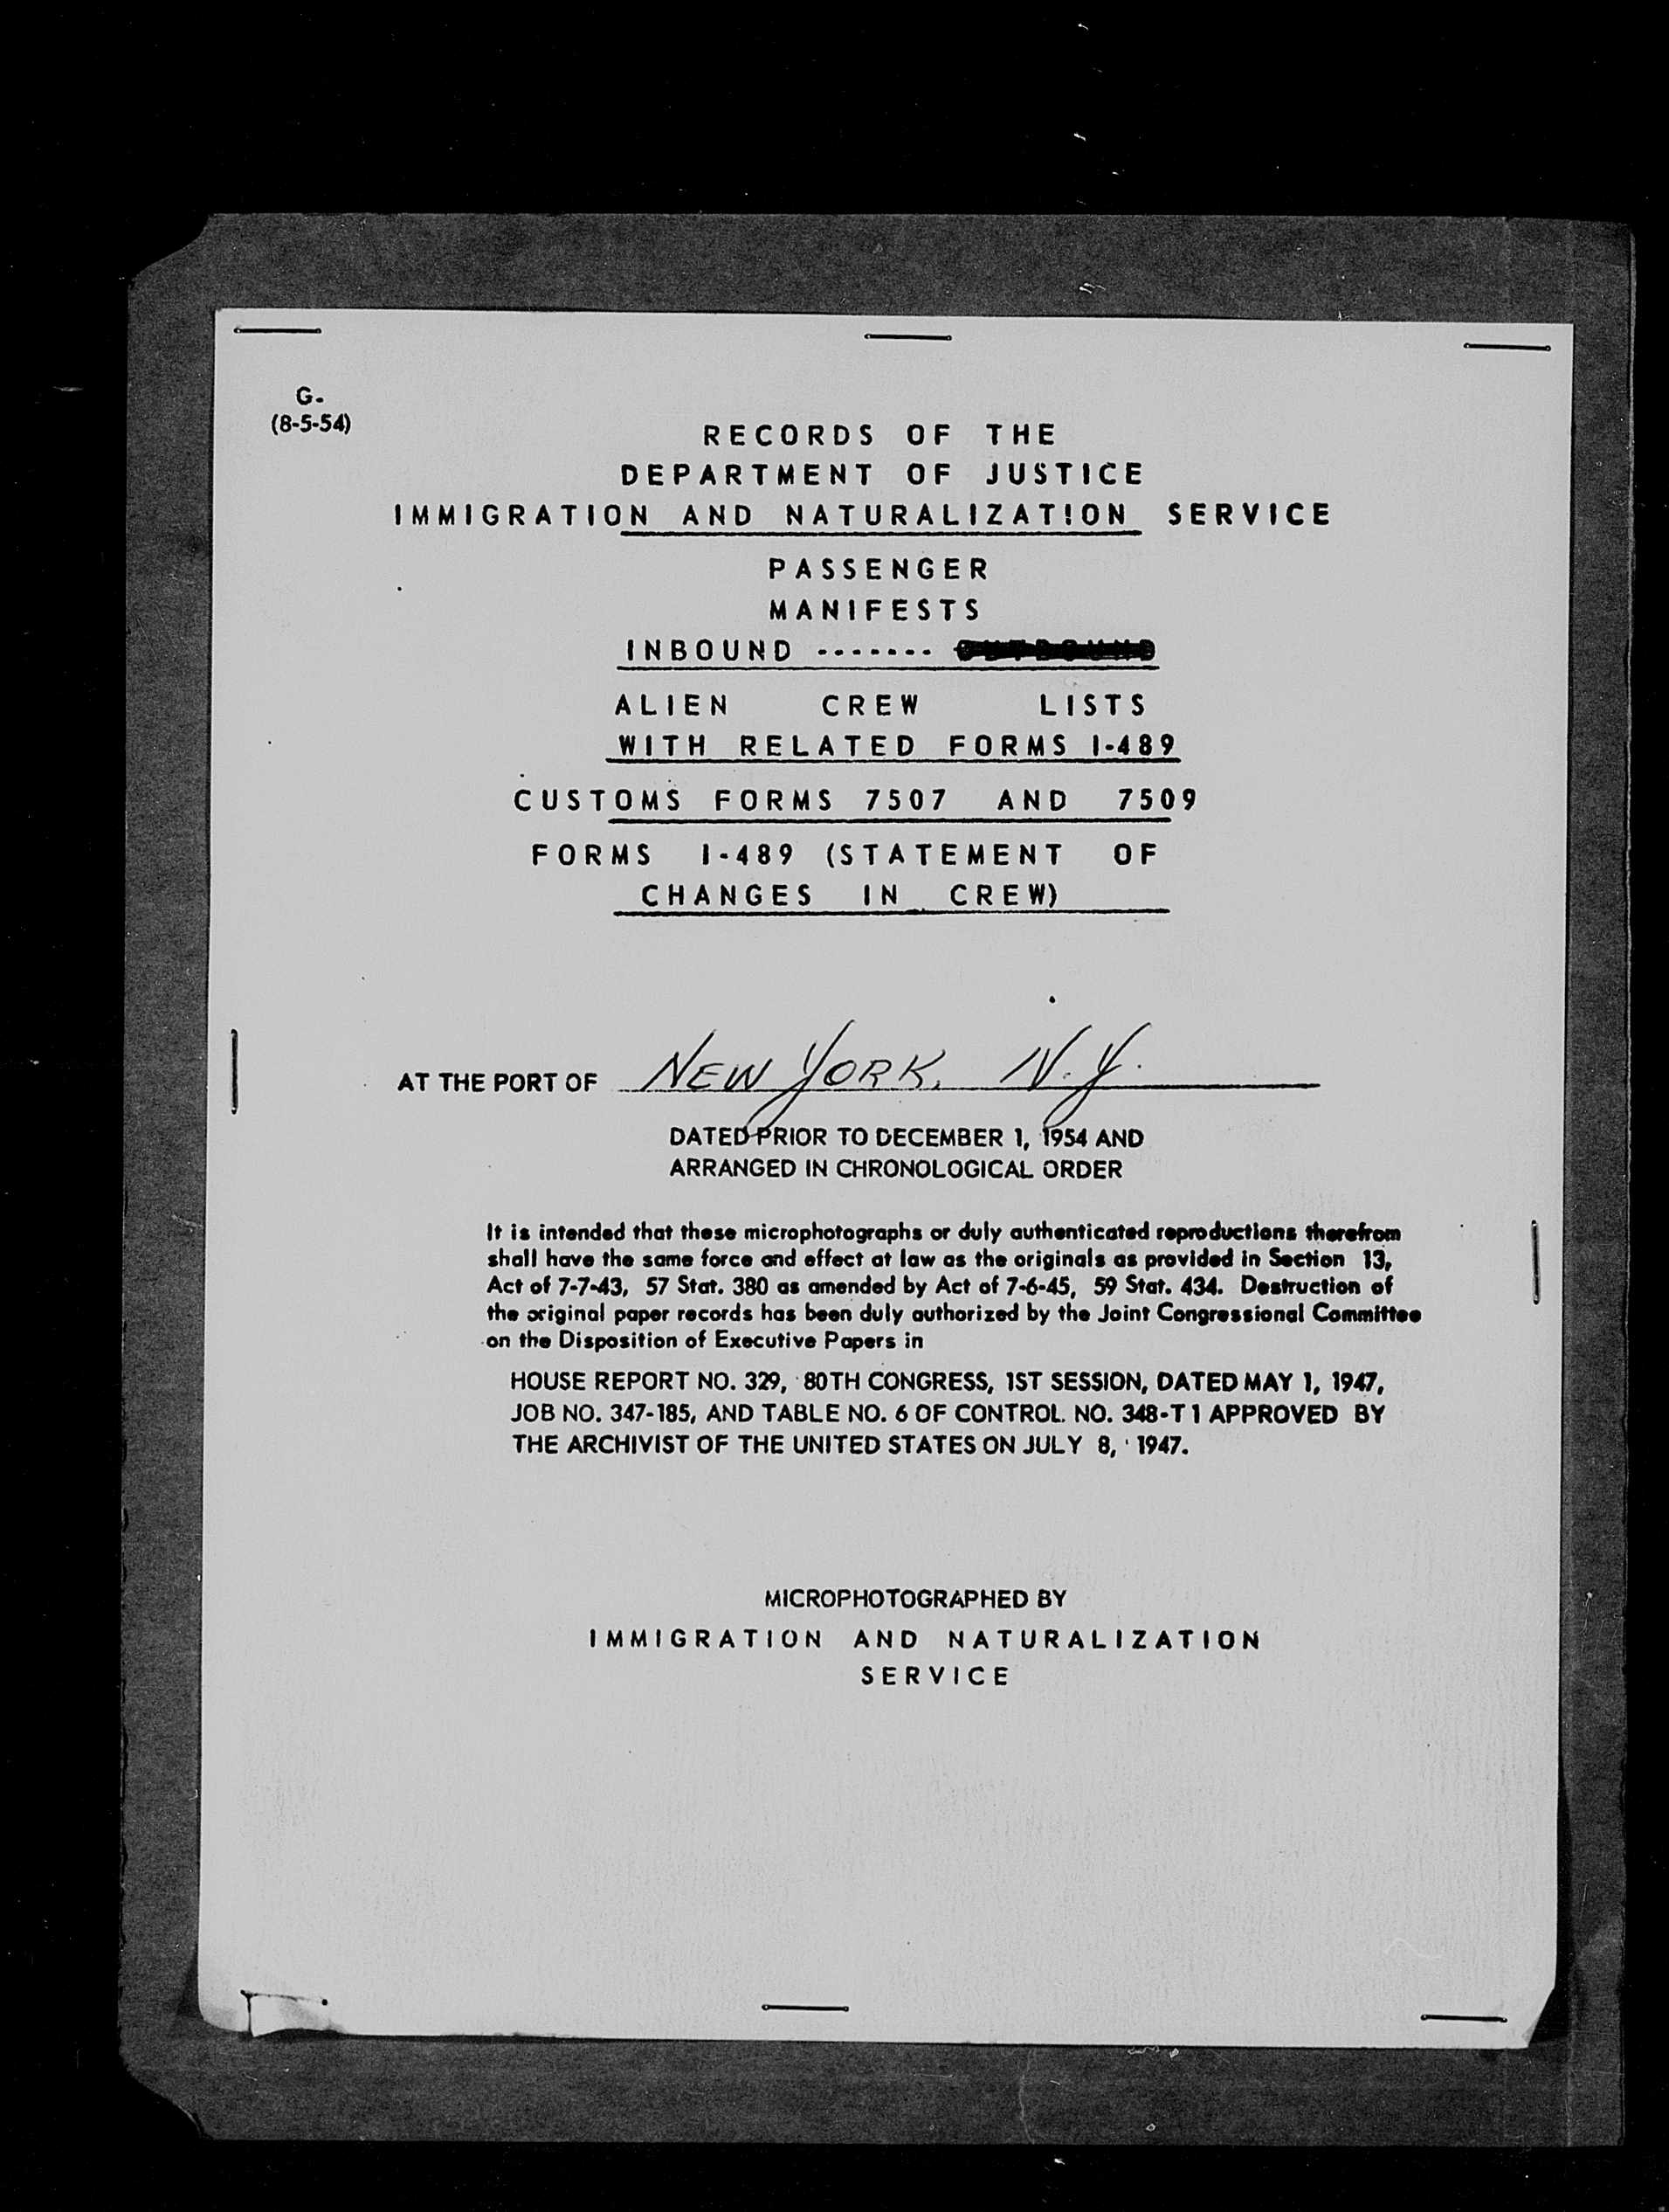 G.
(8-5-54)
RECORDS OF THE
DEPARTMENT OF JUSTICE
IMMIGRATION AND NATURALIZATION SERVICE
PASSENGER
MANIFESTS
INBOUND ------- OUTBOUND
ALIEN CREW LISTS
WITH RELATED FORMS I-489
CUSTOMS FORMS 7507 AND 7509
FORMS I-489 (STATEMENT OF
CHANGES IN CREW)
AT THE PORT OF NEW YORK, N.Y.
DATED PRIOR TO DECEMBER 1, 1954 AND
ARRANGED IN CHRONOLOGICAL ORDER
It is intended that these microphotographs or duly authenticated reproductions therefrom
shall have the same force and effect at law as the originals as provided in Section 13,
Act of 7-7-43, 57 Stat. 380 as amended by Act of 7-6-45, 59 Stat. 434. Destruction of
the original paper records has been duly authorized by the Joint Congressional Committee
on the Disposition of Executive Papers in
HOUSE REPORT NO. 329, 80TH CONGRESS, 1ST SESSION, DATED MAY 1, 1947,
JOB NO. 347-185, AND TABLE NO. 6 OF CONTROL NO. 348-T1 APPROVED BY
THE ARCHIVIST OF THE UNITED STATES ON JULY 8, 1947.
MICROPHOTOGRAPHED BY
IMMIGRATION AND NATURALIZATION
SERVICE